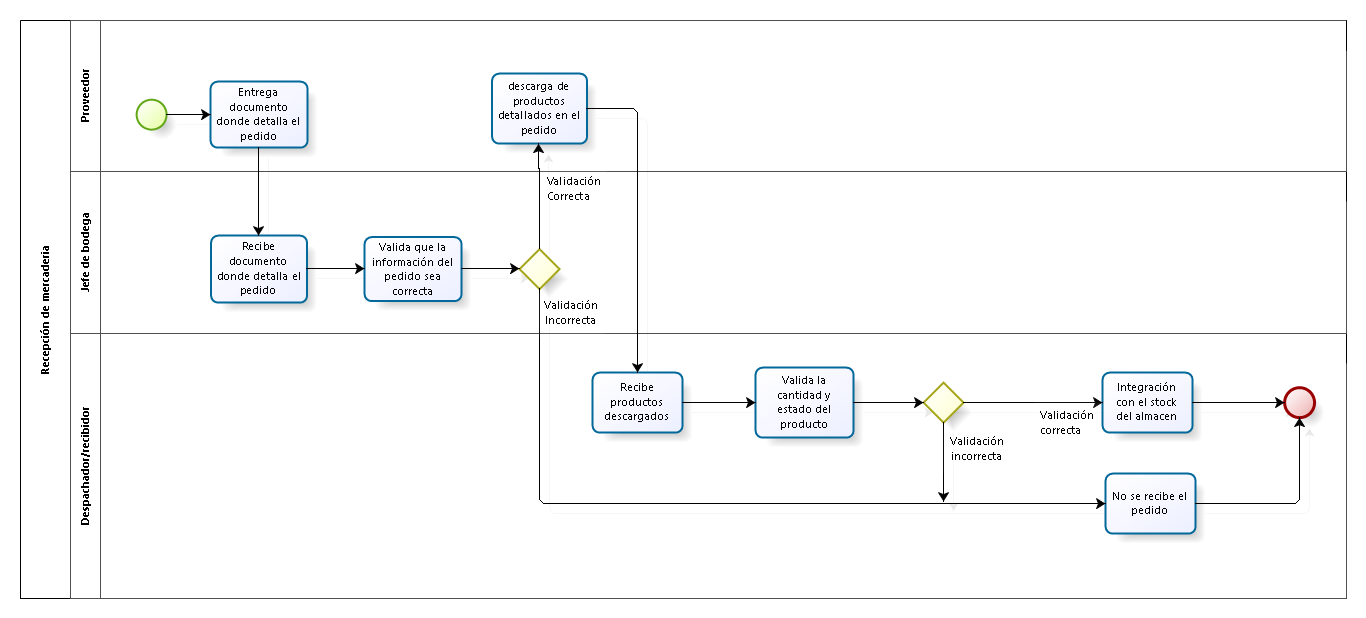 Recepción de mercaderia
Proveedor
Entrega
documento
donde detalla el
pedido
descarga de
productos
detallados en el
pedido
Validación
Correcta
Jefe de bodega
Recibe
documento
donde detalla el
pedido
Valida que la
información del
pedido sea
correcta
Validación
Incorrecta
Despachador/recibidor
Recibe
productos
descargados
Valida la
cantidad y
estado del
producto
Validación
correcta
Validación
incorrecta
Integración
con el stock
del almacen
No se recibe el
pedido